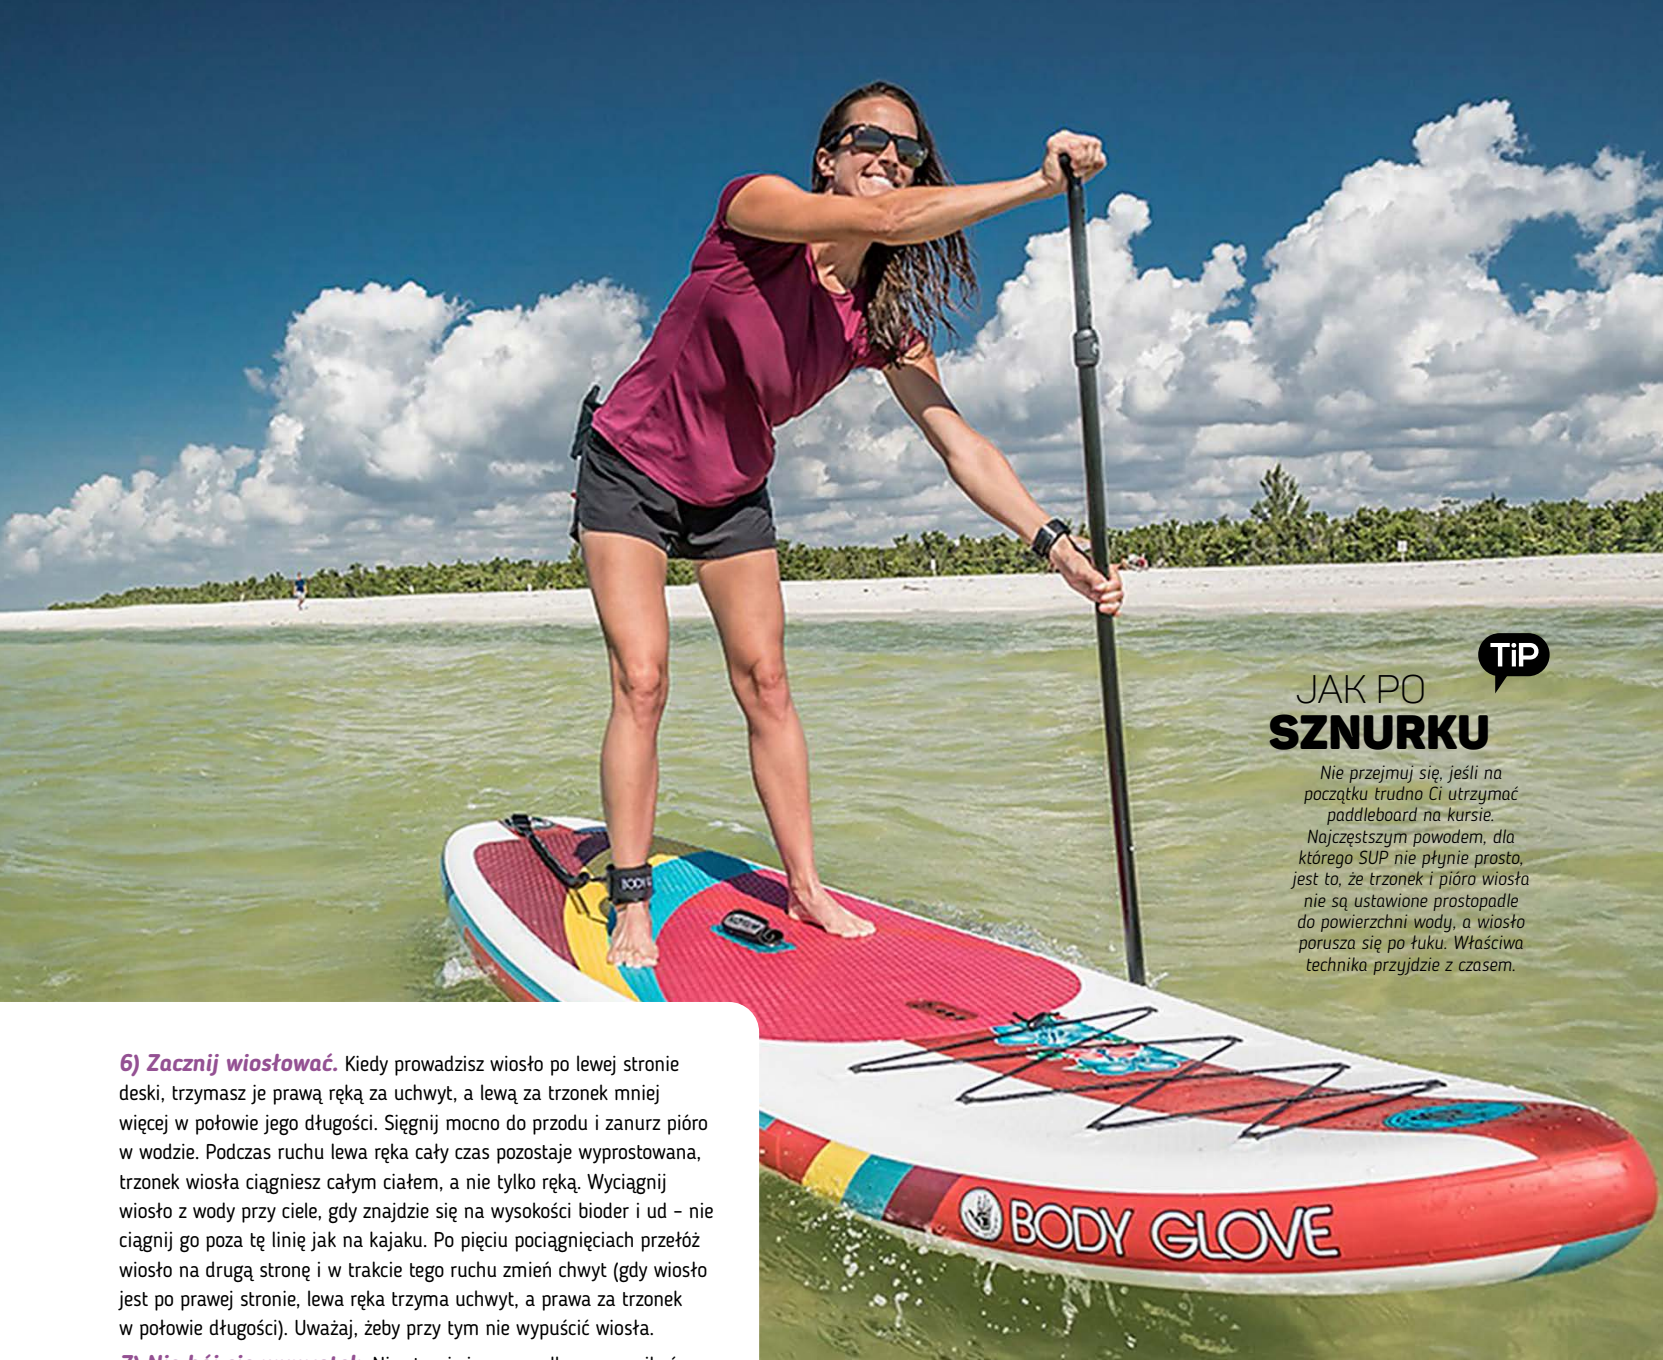 TiP
JAK PO
SZNURKU
Nie przejmuj się, jeśli na
początku trudno Ci utrzymać
paddleboard na kursie.
Najczęstszym powodem, dla
którego SUP nie płynie prosto,
jest to, że trzonek i pióro wiosła
nie są ustawione prostopadle
do powierzchni wody, a wiosło
porusza się po łuku. Właściwa
technika przyjdzie z czasem.
BODY GLOVE
6) Zacznij wiosłować. Kiedy prowadzisz wiosło po lewej stronie
deski, trzymasz je prawą ręką za uchwyt, a lewą za trzonek mniej
więcej w połowie jego długości. Sięgnij mocno do przodu i zanurz pióro
w wodzie. Podczas ruchu lewa ręka cały czas pozostaje wyprostowana,
trzonek wiosła ciągniesz całym ciałem, a nie tylko ręką. Wyciągnij
wiosło z wody przy ciele, gdy znajdzie się na wysokości bioder i ud – nie
ciągnij go poza tę linię jak na kajaku. Po pięciu pociągnięciach przełóż
wiosło na drugą stronę i w trakcie tego ruchu zmień chwyt (gdy wiosło
jest po prawej stronie, lewa ręka trzyma uchwyt, a prawa za trzonek
w połowie długości). Uważaj, żeby przy tym nie wypuścić wiosła.